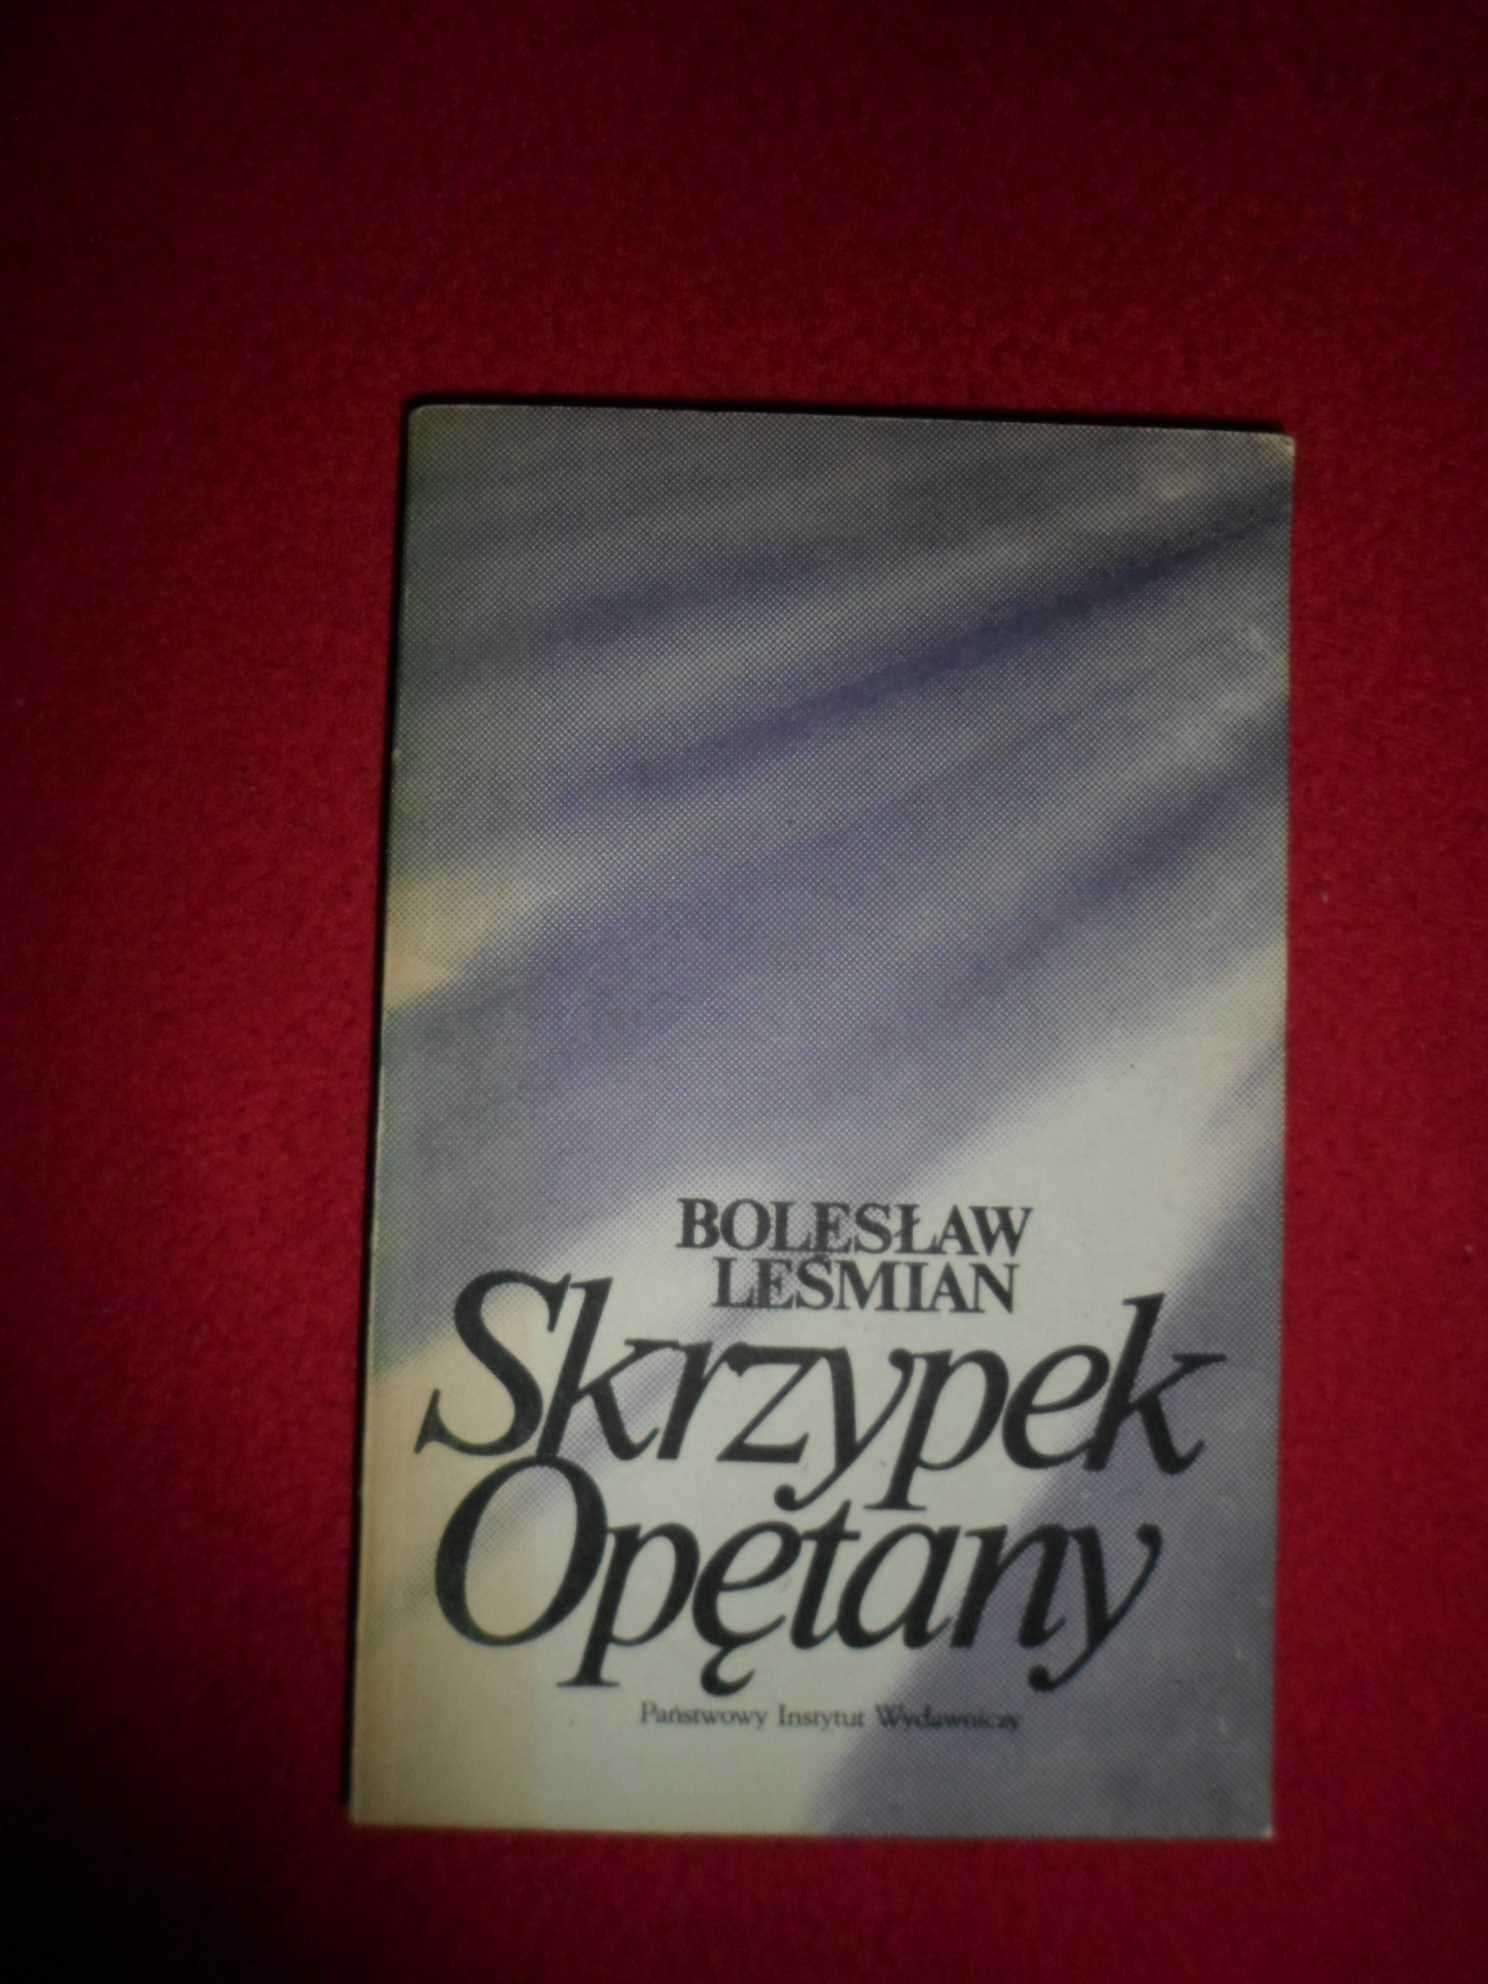 BOLESŁAW
LEŚMIAN
Skrzypek
Opętany
Państwowy Instytut Wydawniczy